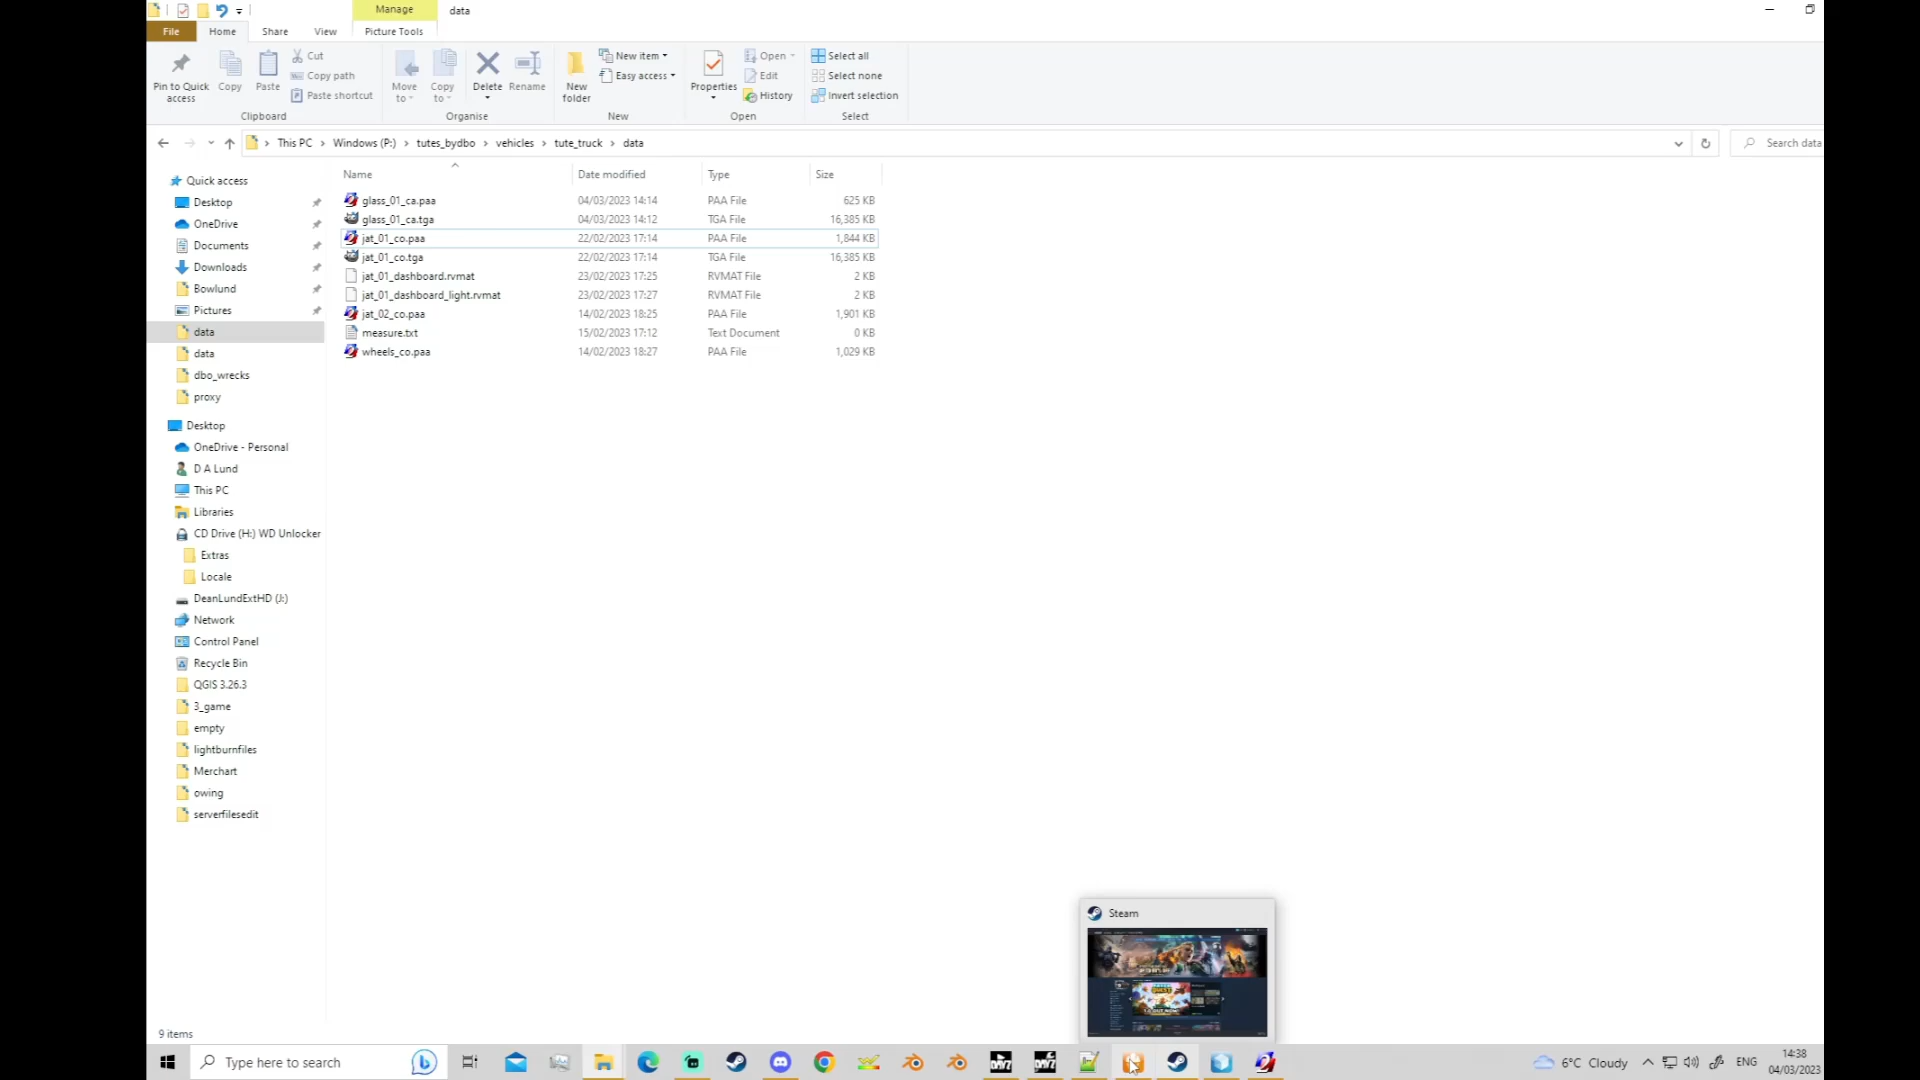 Manage
data
File
Home
Share
View
Picture Tools
Pin to Quick access
Copy
Paste
Cut
Copy path
Paste shortcut
Clipboard
Move to
Copy to
Delete
Rename
Organise
New folder
New item
Easy access
New
Properties
Open
Edit
History
Open
Select all
Select none
Invert selection
Select
This PC > Windows (P:) > tutes_bydbo > vehicles > tute_truck > data
Search data
Name Date modified Type Size
glass_01_ca.paa 04/03/2023 14:14 PAA File 625 KB
glass_01_ca.tga 04/03/2023 14:12 TGA File 16,385 KB
jat_01_co.paa 22/02/2023 17:14 PAA File 1,844 KB
jat_01_co.tga 22/02/2023 17:14 TGA File 16,385 KB
jat_01_dashboard.rvmat 23/02/2023 17:25 RVMAT File 2 KB
jat_01_dashboard_light.rvmat 23/02/2023 17:27 RVMAT File 2 KB
jat_02_co.paa 14/02/2023 18:25 PAA File 1,901 KB
measure.txt 15/02/2023 17:12 Text Document 0 KB
wheels_co.paa 14/02/2023 18:27 PAA File 1,029 KB
Quick access
Desktop
OneDrive
Documents
Downloads
Bowlund
Pictures
data
data
dbo_wrecks
proxy
Desktop
OneDrive - Personal
D A Lund
This PC
Libraries
CD Drive (H:) WD Unlocker
Extras
Locale
DeanLundExtHD (J:)
Network
Control Panel
Recycle Bin
QGIS 3.26.3
3_game
empty
lightburnfiles
Merchart
owing
serverfilesedit
Steam
9 items
Type here to search
6°C Cloudy
ENG
14:38
04/03/2023